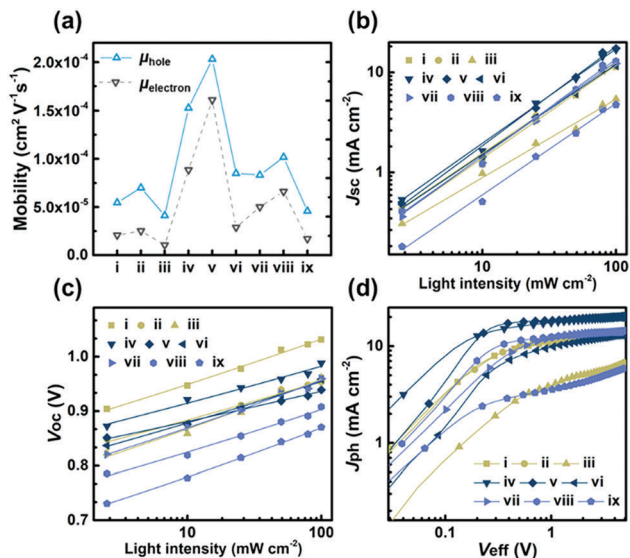 (a)
2.0x10⁻⁴
1.5x10⁻⁴
1.0x10⁻⁴
5.0x10⁻⁵
0.0
Mobility (cm² V⁻¹s⁻¹)
μhole
μelectron
i ii iii iv v vi vii viii ix
(b)
10
1
Jsc (mA cm⁻²)
i ii iii
iv v vi
vii viii ix
10 100
Light intensity (mW cm⁻²)
(c)
1.0
0.9
0.8
0.7
Voc (V)
i ii iii
iv v vi
vii viii ix
10 100
Light intensity (mW cm⁻²)
(d)
10
1
Jph (mA cm⁻²)
i ii iii
iv v vi
vii viii ix
0.1 1
Veff (V)